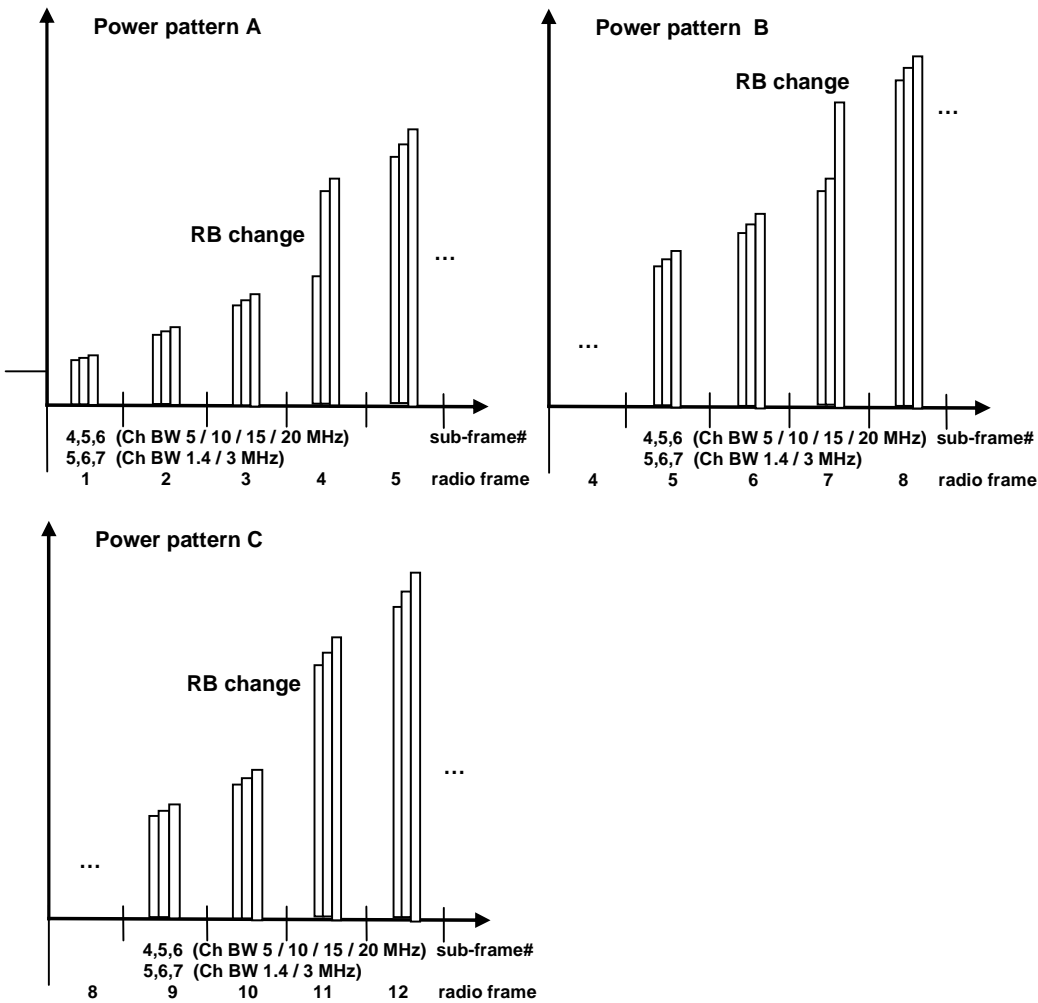 Power pattern A
RB change
...
4,5,6 (Ch BW 5 / 10 / 15 / 20 MHz) sub-frame#
5,6,7 (Ch BW 1.4 / 3 MHz)
1 2 3 4 5 radio frame
Power pattern B
RB change
...
...
4,5,6 (Ch BW 5 / 10 / 15 / 20 MHz) sub-frame#
5,6,7 (Ch BW 1.4 / 3 MHz)
4 5 6 7 8 radio frame
Power pattern C
RB change
...
...
4,5,6 (Ch BW 5 / 10 / 15 / 20 MHz) sub-frame#
5,6,7 (Ch BW 1.4 / 3 MHz)
8 9 10 11 12 radio frame